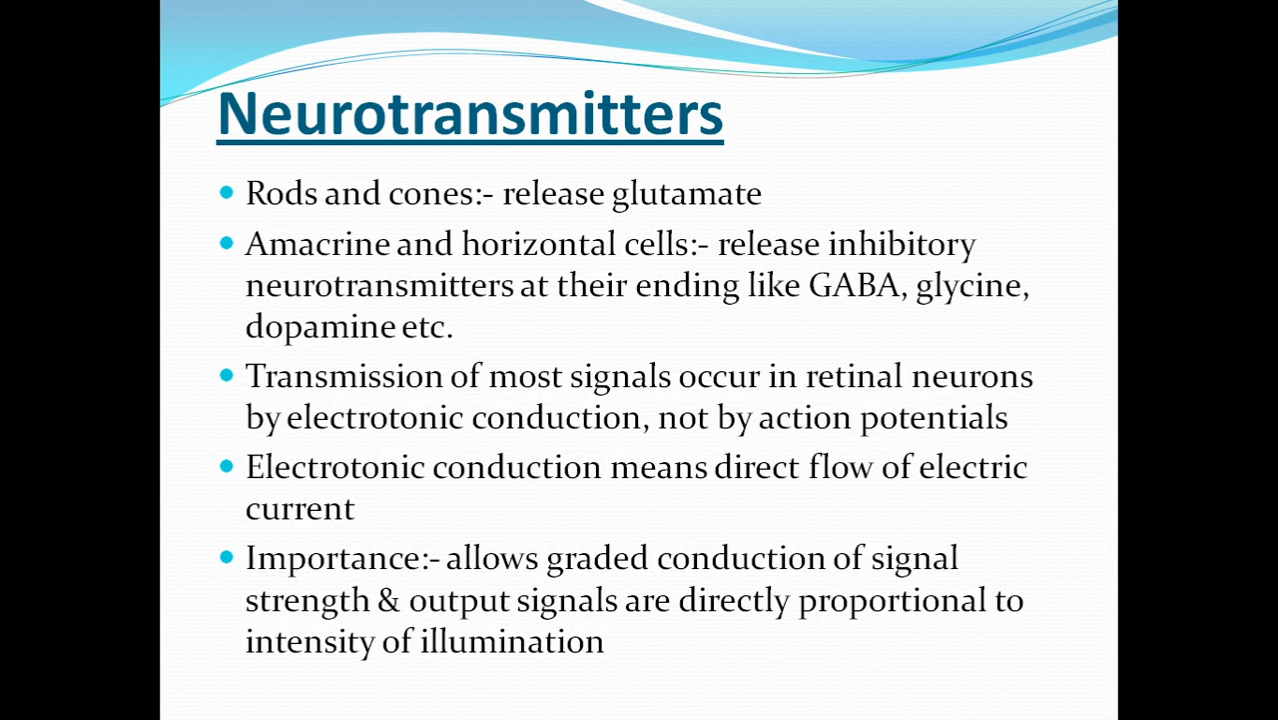 Neurotransmitters
Rods and cones:- release glutamate
Amacrine and horizontal cells:- release inhibitory
neurotransmitters at their ending like GABA, glycine,
dopamine etc.
Transmission of most signals occur in retinal neurons
by electrotonic conduction, not by action potentials
Electrotonic conduction means direct flow of electric
current
Importance:- allows graded conduction of signal
strength & output signals are directly proportional to
intensity of illumination